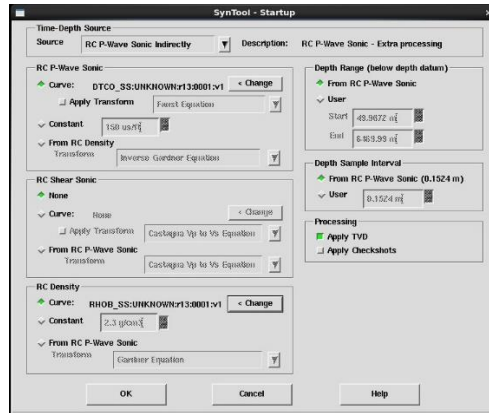 SynTool - Startup
Time-Depth Source
Source RC P-Wave Sonic Indirectly Description: RC P-Wave Sonic - Extra processing
RC P-Wave Sonic
Curve: DTCO_SS:UNKNOWN:r13:0001:v1 < Change
Apply Transform Faust Equation
Constant 150 us/ft
From RC Density
Transform Inverse Gardner Equation
RC Shear Sonic
None
Curve: None < Change
Apply Transform Castagna Vp to Vs Equation
From RC P-Wave Sonic
Transform Castagna Vp to Vs Equation
RC Density
Curve: RHOB_SS:UNKNOWN:r13:0001:v1 < Change
Constant 2.3 g/cm3
From RC P-Wave Sonic
Transform Gardner Equation
Depth Range (below depth datum)
From RC P-Wave Sonic
User
Start 49.9872 m
End
Depth Sample Interval
From RC P-Wave Sonic (0.1524 m)
User 0.1524 m
Processing
Apply TVD
Apply Checkshots
OK Cancel Help